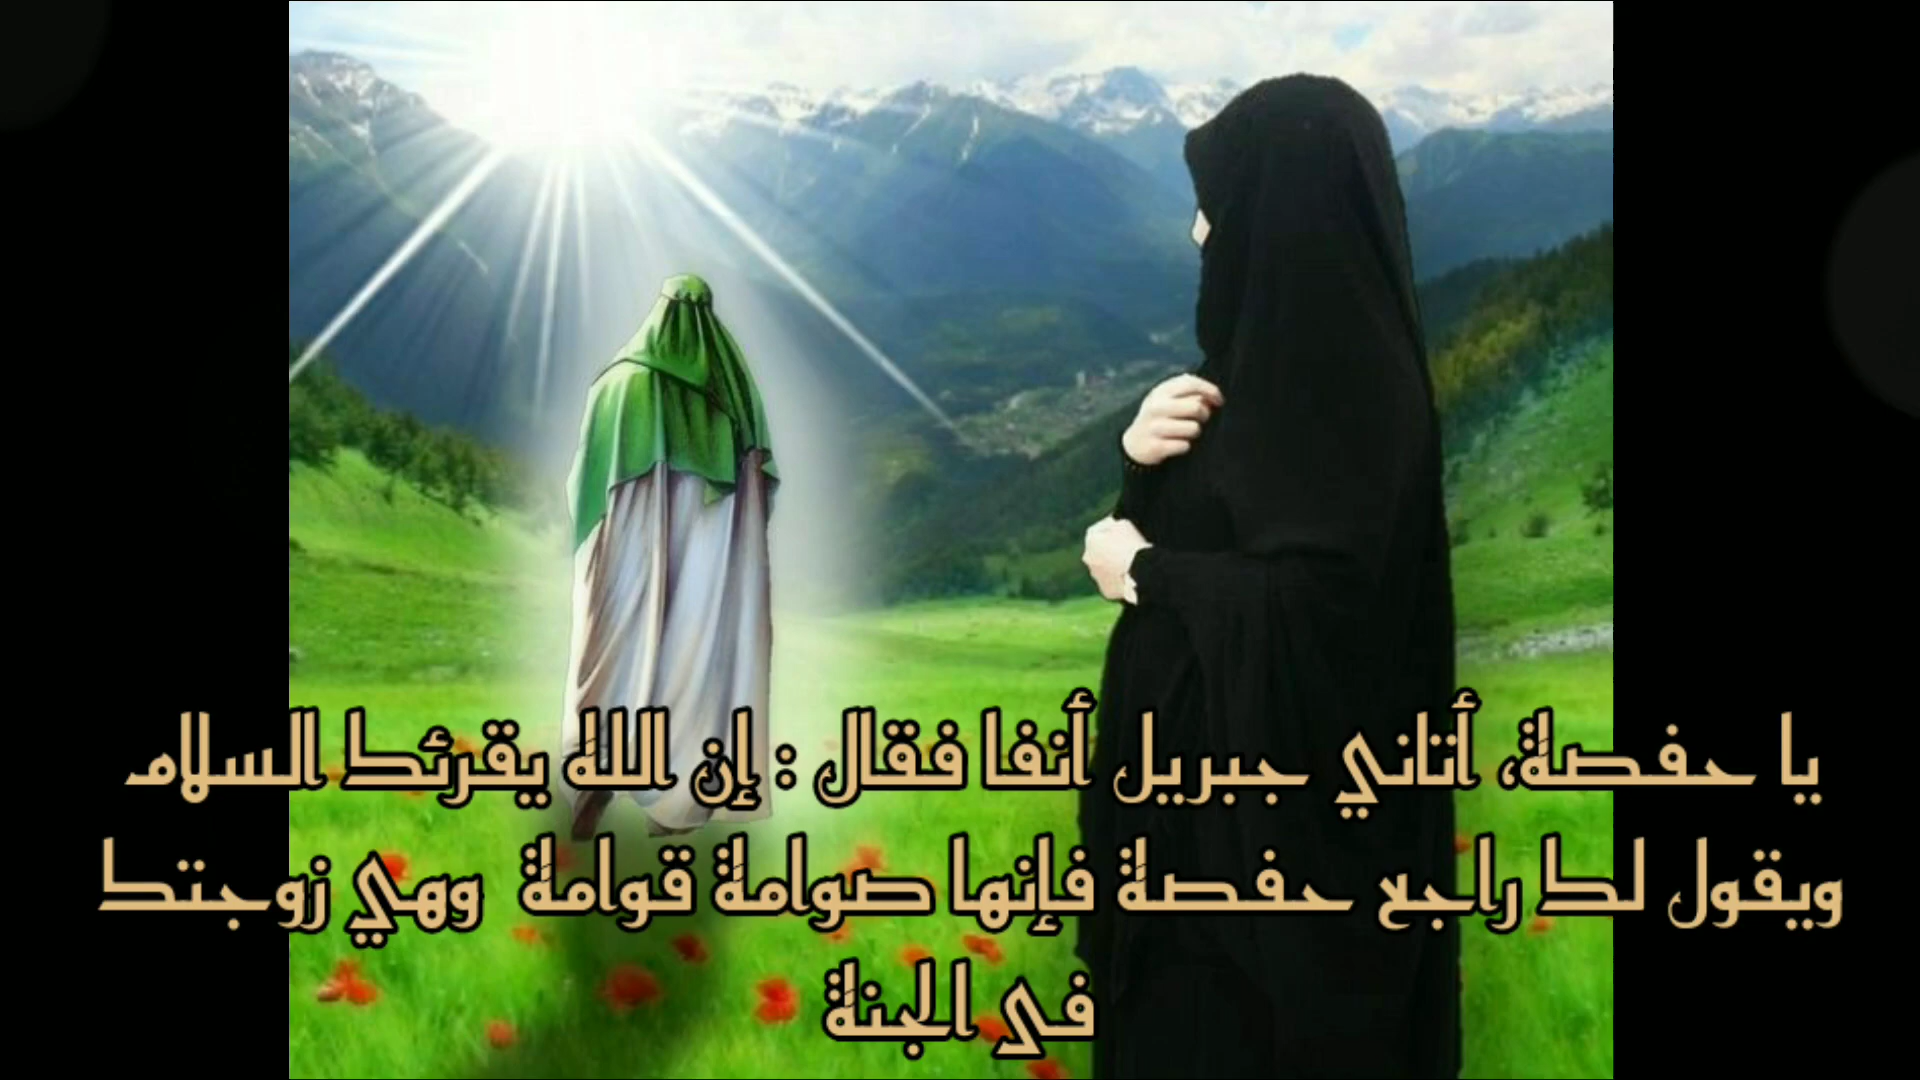 يا حفصة، أتاني جبريل أنفا فقال : إن الله يقرئك السلام
ويقول لك راجع حفصة فإنها صوامة قوامة وهي زوجتك
فى الجنة